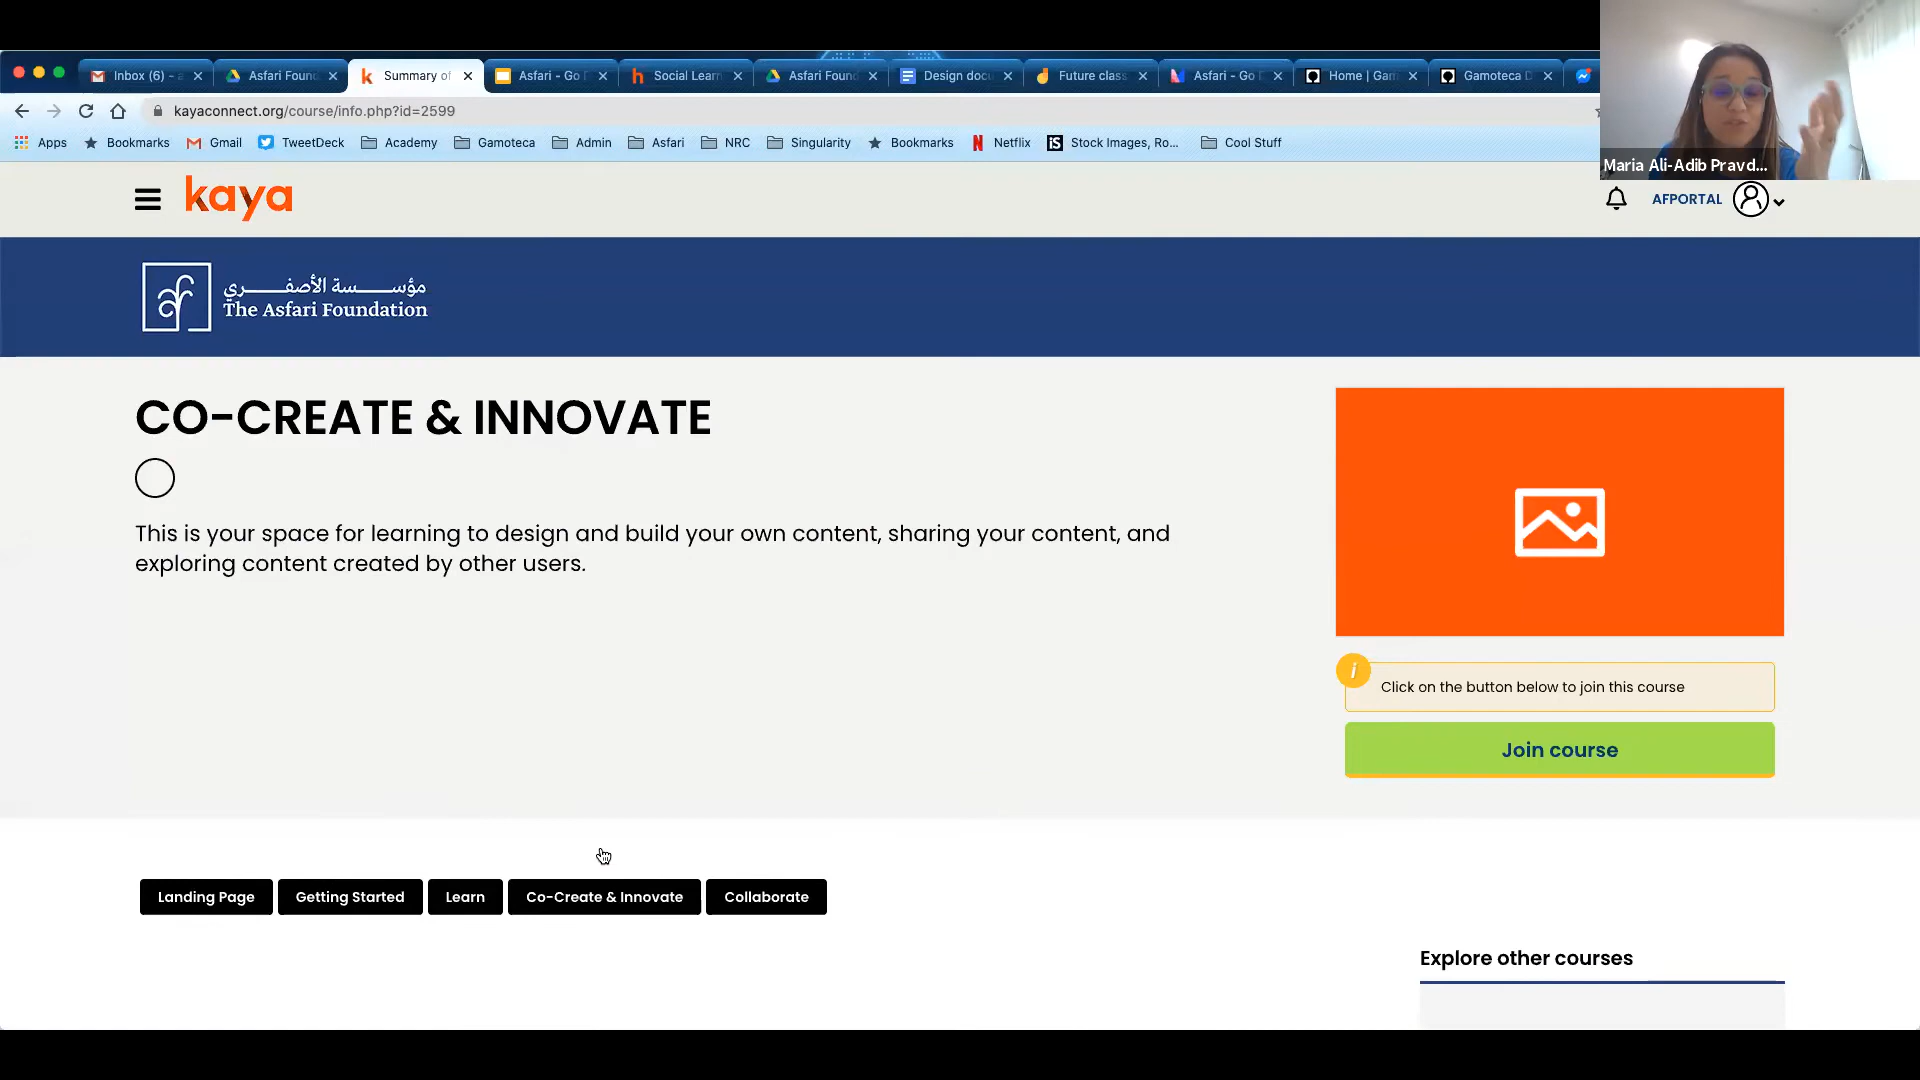 Inbox (6) - a
Asfari Found
Summary of
Asfari - Go
Social Learn
Asfari Found
Design docu
Future class
Asfari - Go
Home | Gam
Gamoteca D
kayaconnect.org/course/info.php?id=2599
Apps
Bookmarks
Gmail
TweetDeck
Academy
Gamoteca
Admin
Asfari
NRC
Singularity
Bookmarks
Netflix
Stock Images, Ro...
Cool Stuff
Maria Ali-Adib Pravd...
kaya
AFPORTAL
مؤسسة الأصفري
The Asfari Foundation
CO-CREATE & INNOVATE
This is your space for learning to design and build your own content, sharing your content, and
exploring content created by other users.
Click on the button below to join this course
Join course
Landing Page
Getting Started
Learn
Co-Create & Innovate
Collaborate
Explore other courses